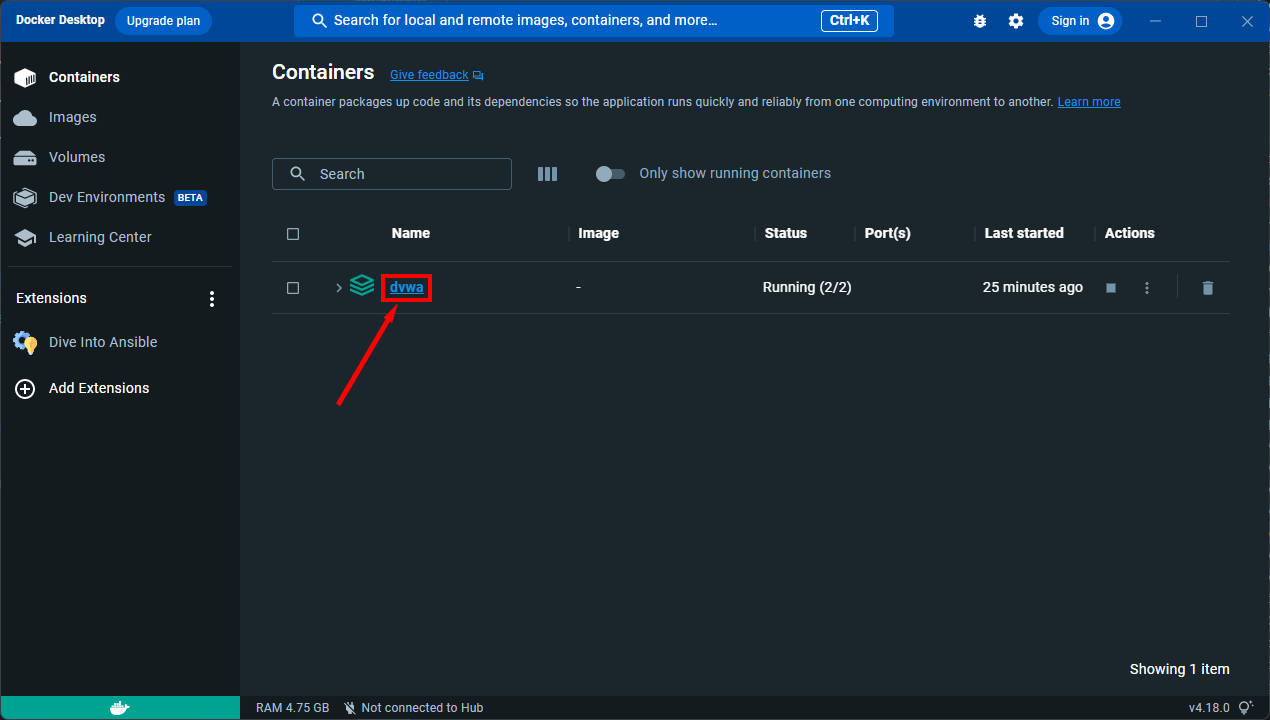 Docker Desktop Upgrade plan Search for local and remote images, containers, and more... Ctrl+K Sign in
Containers
Images
Volumes
Dev Environments BETA
Learning Center
Extensions
Dive Into Ansible
Add Extensions
Containers Give feedback
A container packages up code and its dependencies so the application runs quickly and reliably from one computing environment to another. Learn more
Search Only show running containers
Name Image Status Port(s) Last started Actions
dvwa - Running (2/2) 25 minutes ago
Showing 1 item
RAM 4.75 GB Not connected to Hub v4.18.0